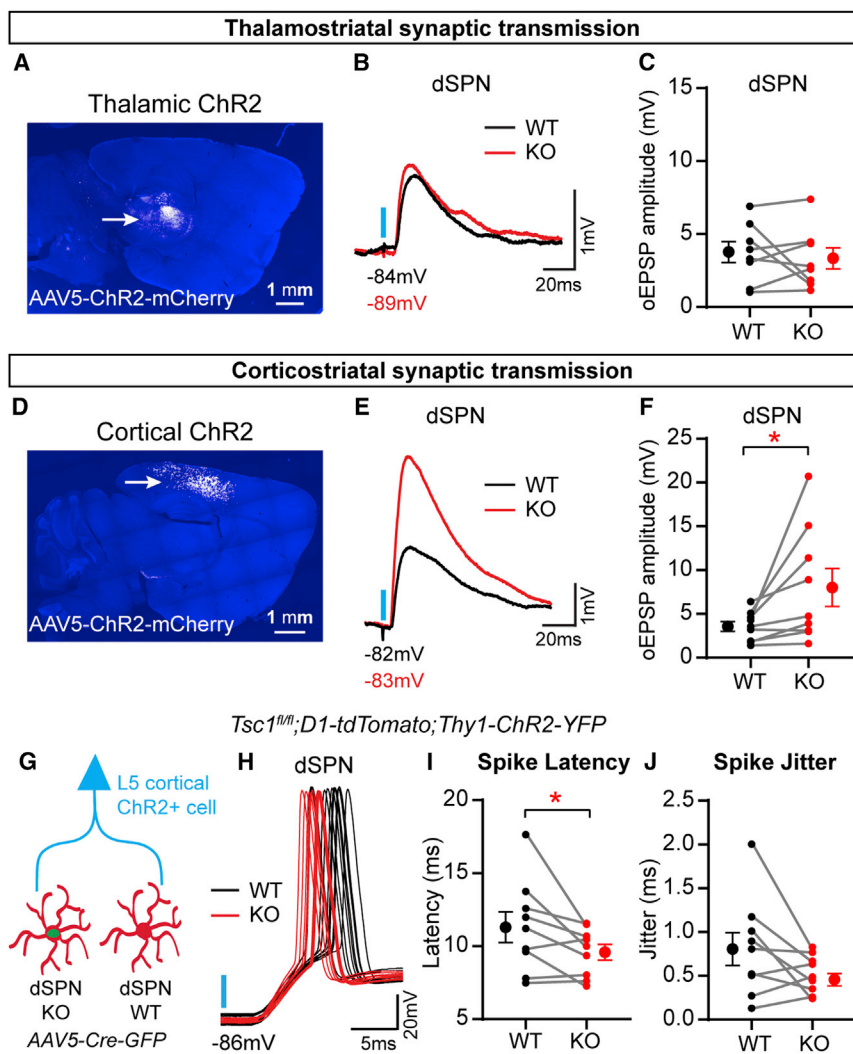 Thalamostriatal synaptic transmission
A
Thalamic ChR2
AAV5-ChR2-mCherry
1 mm
B
dSPN
WT
KO
-84mV
-89mV
1mV
20ms
C
dSPN
oEPSP amplitude (mV)
15
10
5
0
WT KO
Corticostriatal synaptic transmission
D
Cortical ChR2
AAV5-ChR2-mCherry
1 mm
E
dSPN
WT
KO
-82mV
-83mV
1mV
20ms
F
dSPN
*
oEPSP amplitude (mV)
25
20
15
10
5
0
WT KO
Tsc1fl/fl;D1-tdTomato;Thy1-ChR2-YFP
G
L5 cortical
ChR2+ cell
dSPN dSPN
KO WT
AAV5-Cre-GFP
H
dSPN
WT
KO
-86mV
20mV
5ms
I Spike Latency
*
Latency (ms)
20
15
10
5
WT KO
J Spike Jitter
Jitter (ms)
2.5
2.0
1.5
1.0
0.5
0.0
WT KO